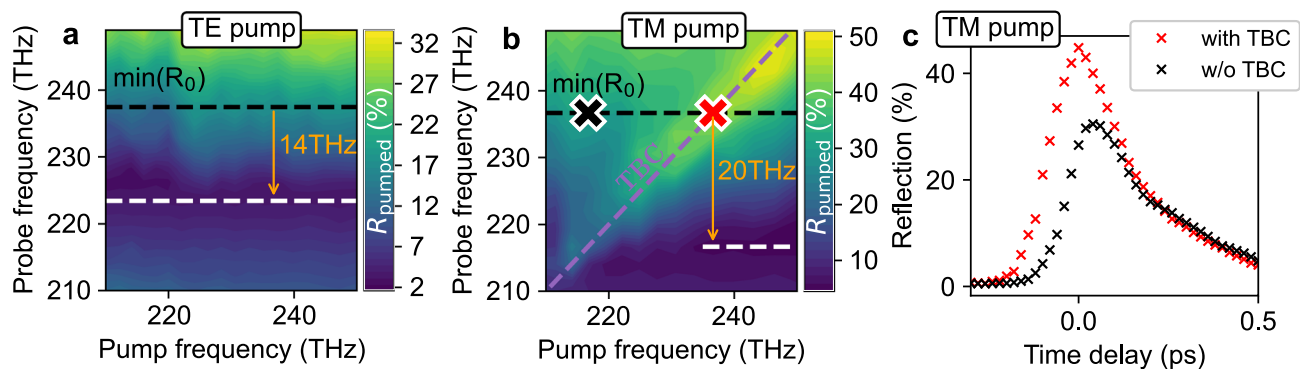 a
TE pump
Probe frequency (THz)
240
230
220
210
min(R0)
14THz
220
240
Pump frequency (THz)
32
27
22
17
12
7
2
Rpumped (%)
b
TM pump
Probe frequency (THz)
240
230
220
210
min(R0)
TBC
20THz
220
240
Pump frequency (THz)
50
40
30
20
10
Rpumped (%)
c
TM pump
with TBC
w/o TBC
Reflection (%)
40
20
0
0.0
0.5
Time delay (ps)